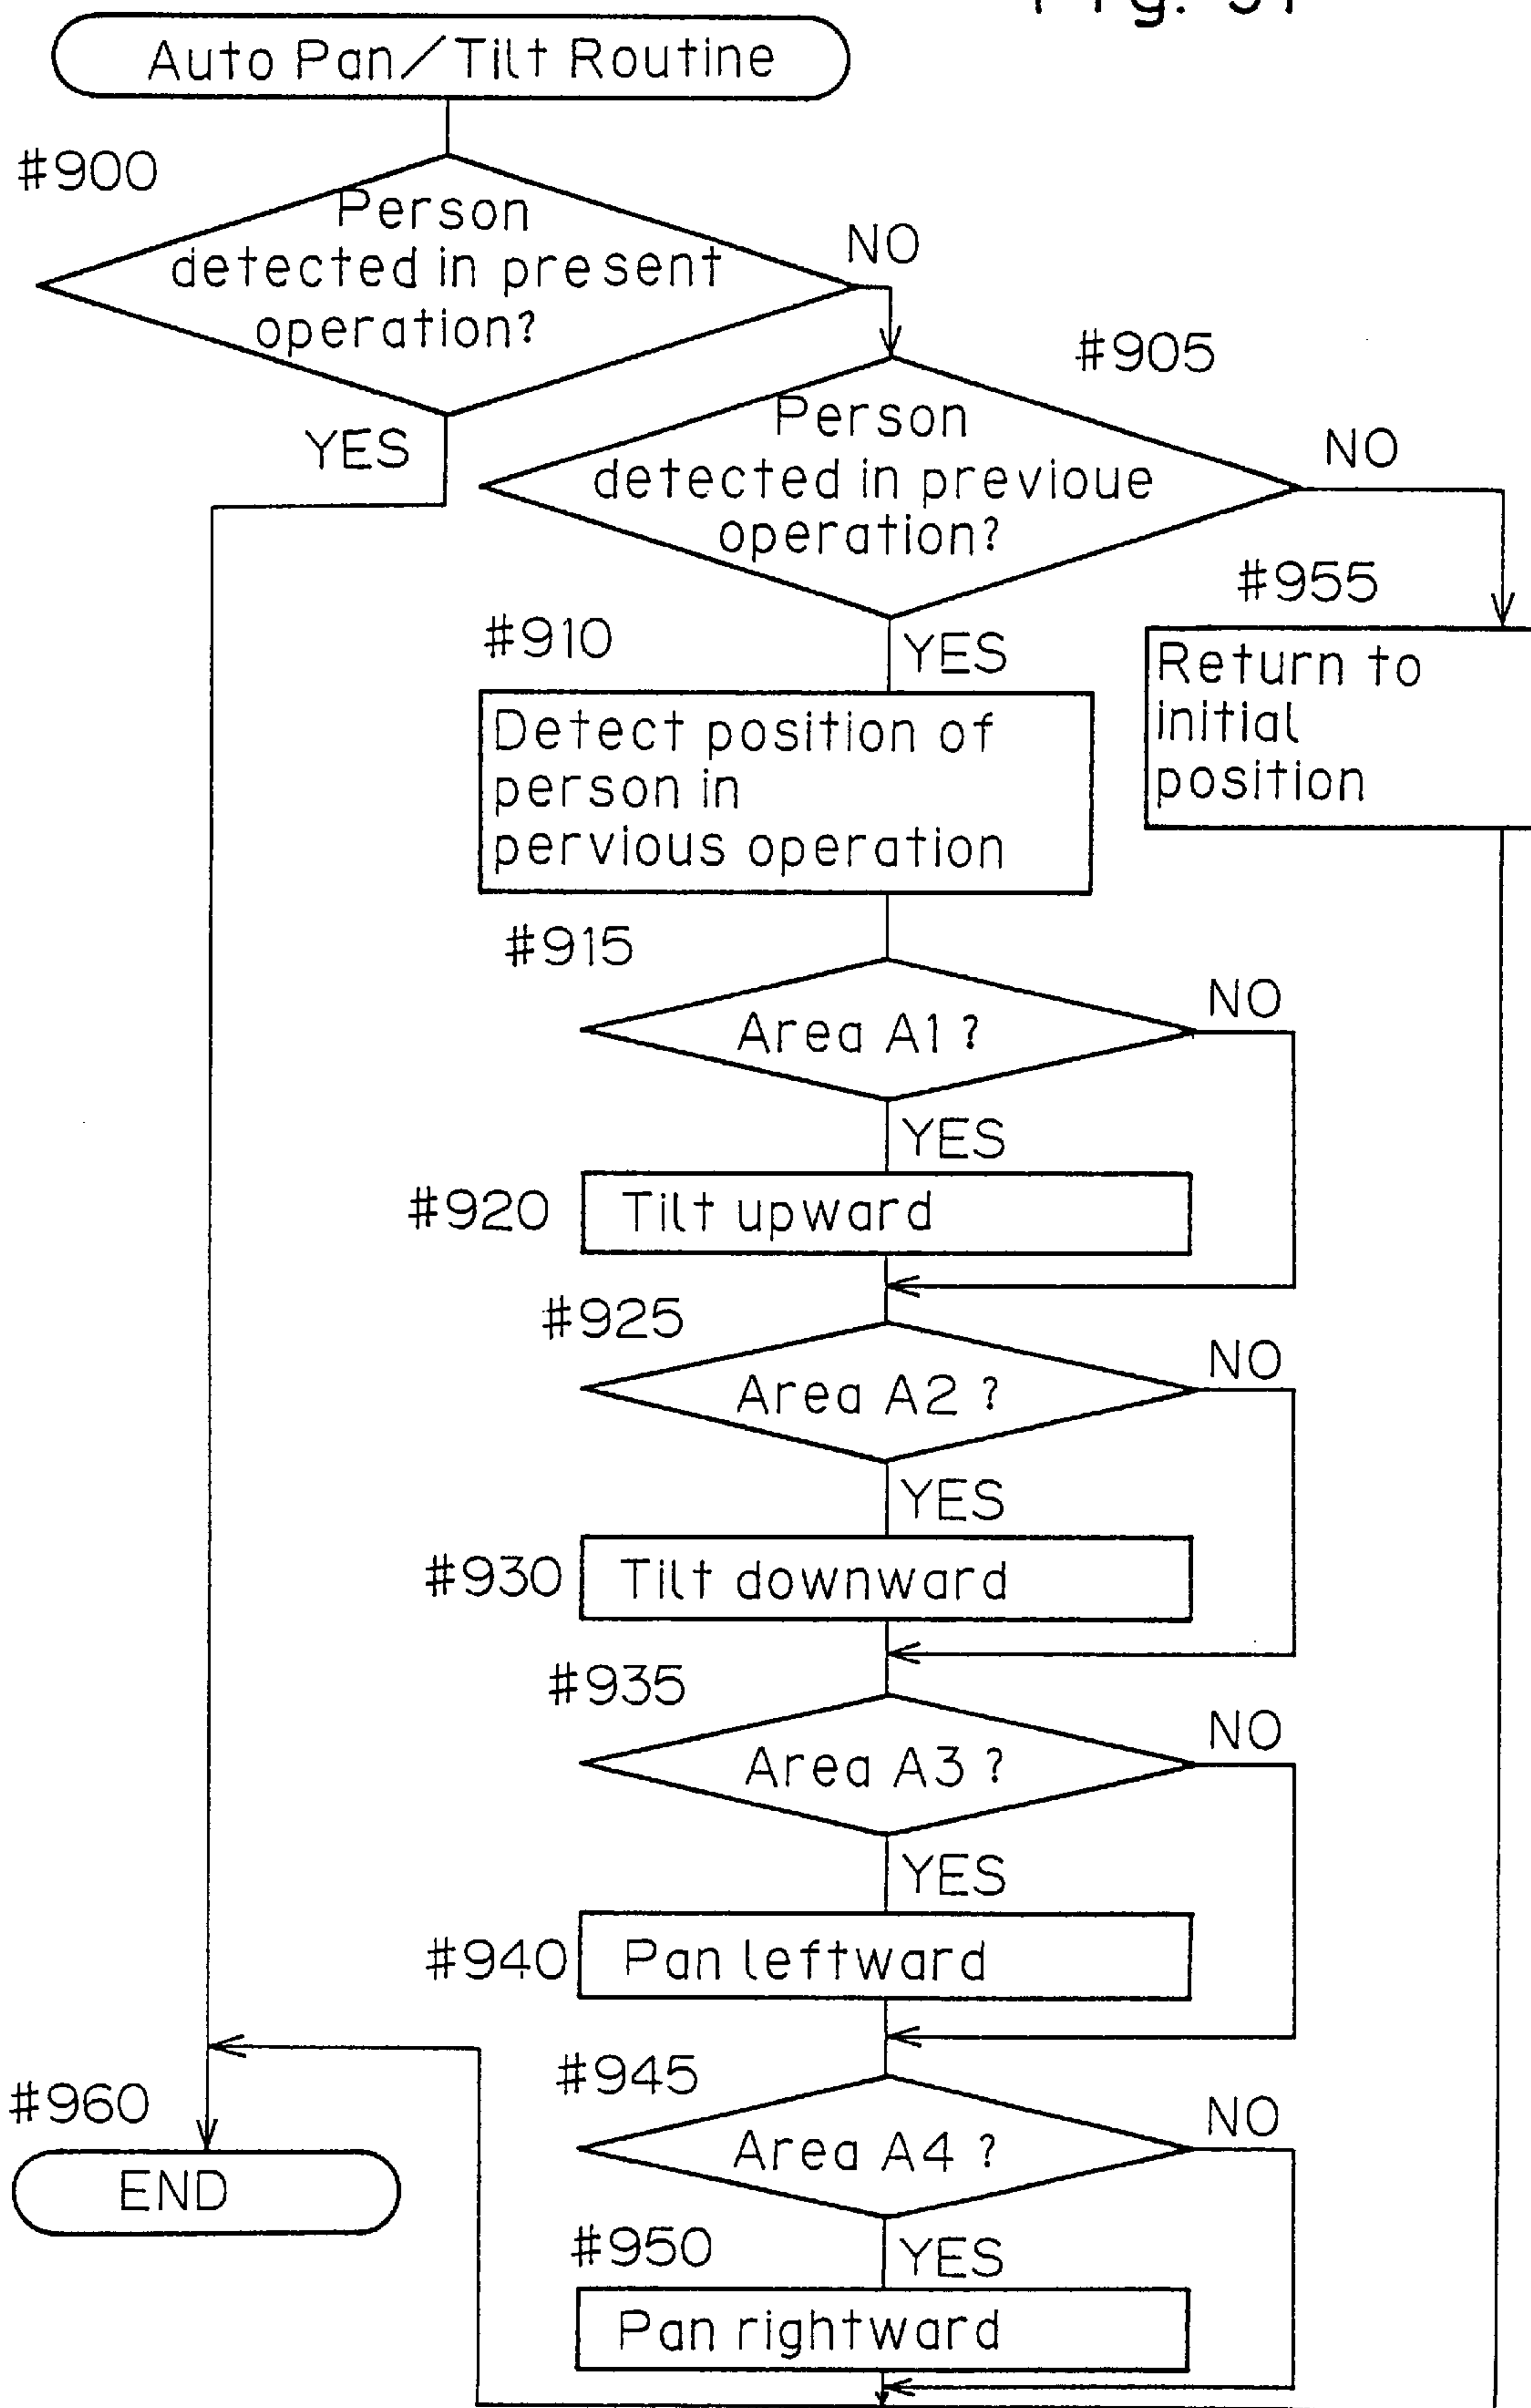 Auto Pan/Tilt Routine
#900
Person
detected in present
operation?
NO
YES
#905
Person
detected in previoue
operation?
NO
YES
#955
Return to
initial
position
#910
Detect position of
person in
pervious operation
#915
Area A1 ?
NO
YES
#920
Tilt upward
#925
Area A2 ?
NO
YES
#930
Tilt downward
#935
Area A3 ?
NO
YES
#940
Pan leftward
#945
Area A4 ?
NO
YES
#950
Pan rightward
#960
END